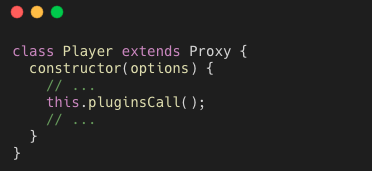 class Player extends Proxy {
  constructor(options) {
    // ...
    this.pluginsCall();
    // ...
  }
}